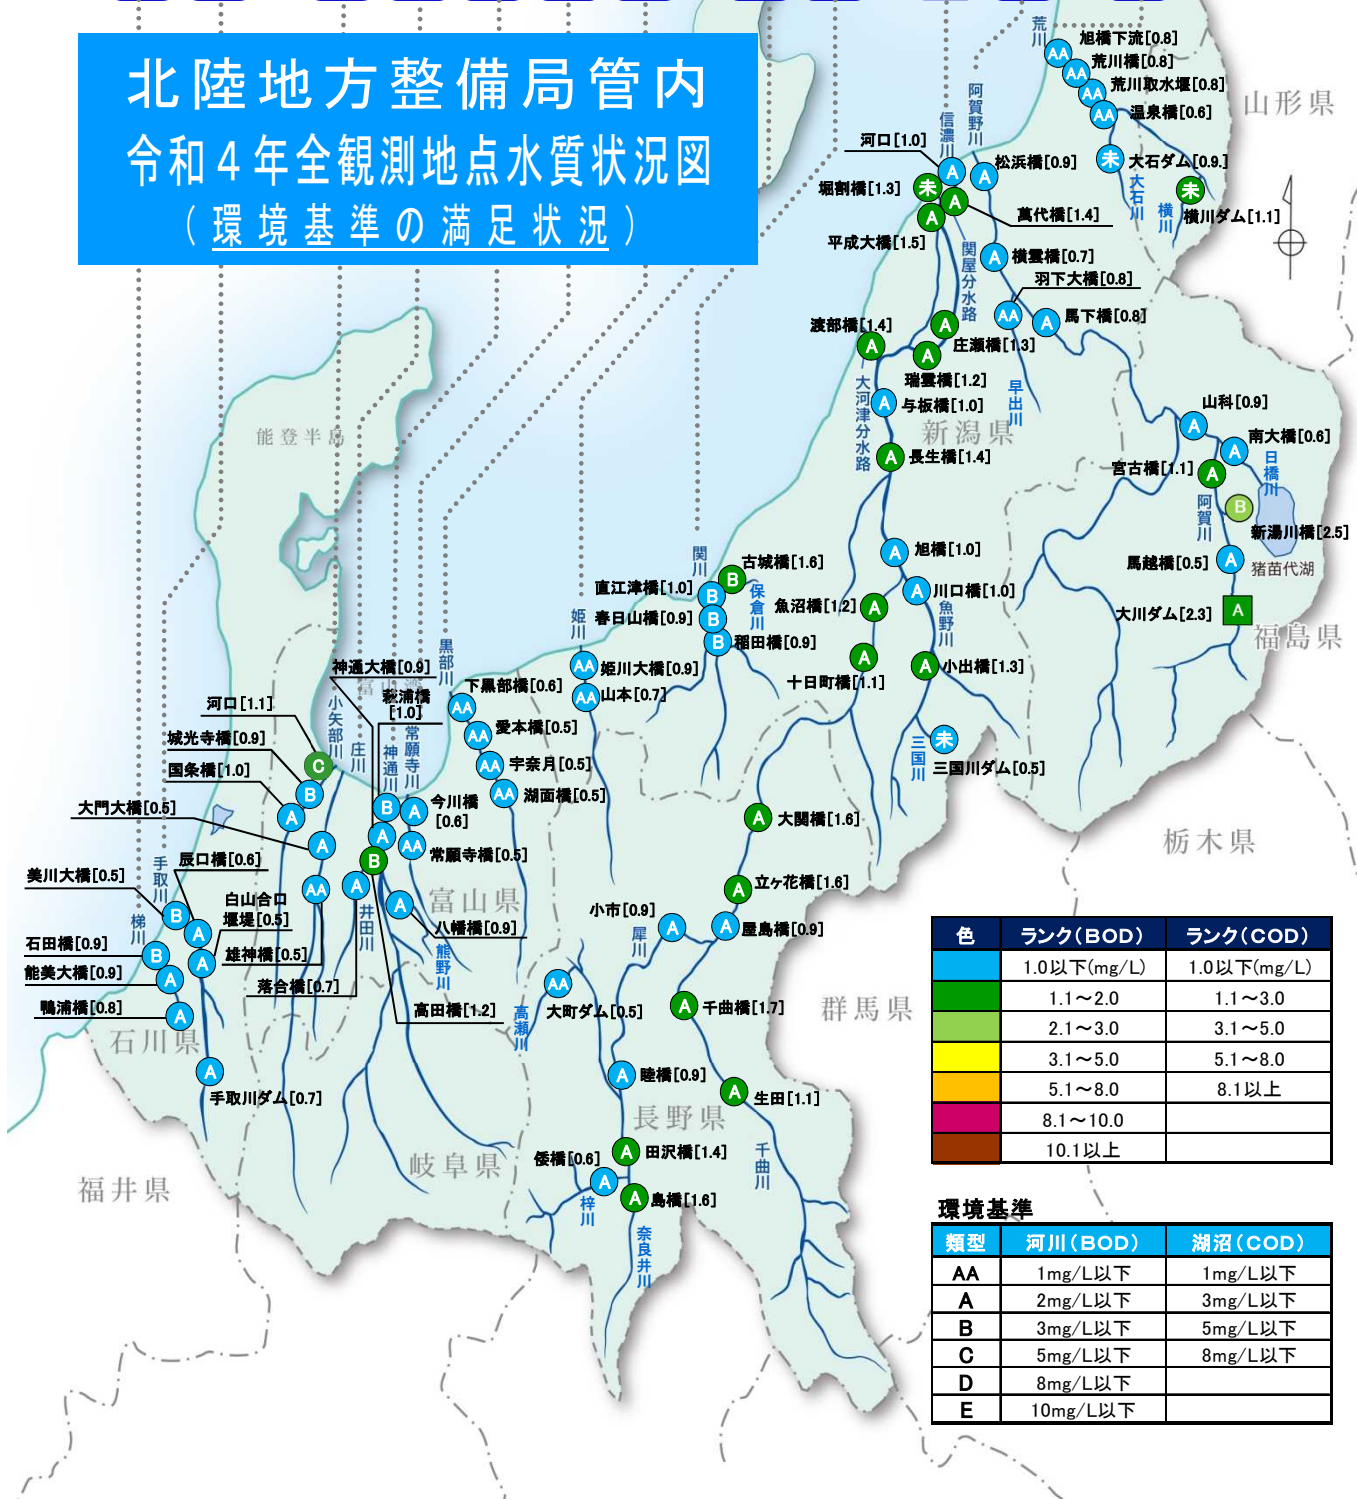 北陸地方整備局管内
令和４年全観測地点水質状況図
（環境基準の満足状況）
荒川
旭橋下流[0.8]
AA
荒川橋[0.8]
AA
荒川取水堰[0.8]
AA
温泉橋[0.6]
AA
山形県
阿賀野川
信濃川
河口[1.0]
A
松浜橋[0.9]
A
未
大石ダム[0.9.]
大石川
未
横川
横川ダム[1.1]
堀割橋[1.3]
未
A
萬代橋[1.4]
A
平成大橋[1.5]
関屋分水路
A
横雲橋[0.7]
羽下大橋[0.8]
AA
A
馬下橋[0.8]
渡部橋[1.4]
A
A
庄瀬橋[1.3]
A
瑞雲橋[1.2]
早出川
大河津分水路
A
与板橋[1.0]
新潟県
能登半島
山科[0.9]
A
南大橋[0.6]
A
日橋川
宮古橋[1.1]
A
長生橋[1.4]
A
阿賀川
B
新湯川橋[2.5]
馬越橋[0.5]
A
猪苗代湖
大川ダム[2.3]
A
福島県
関川
古城橋[1.6]
B
保倉川
直江津橋[1.0]
B
春日山橋[0.9]
B
B
稲田橋[0.9]
A
旭橋[1.0]
A
川口橋[1.0]
魚沼橋[1.2]
A
魚野川
A
小出橋[1.3]
A
十日町橋[1.1]
姫川
AA
姫川大橋[0.9]
AA
山本[0.7]
三国川
未
三国川ダム[0.5]
黒部川
下黒部橋[0.6]
AA
愛本橋[0.5]
AA
宇奈月[0.5]
AA
湖面橋[0.5]
AA
神通大橋[0.9]
富山湾
萩浦橋
[1.0]
河口[1.1]
小矢部川
庄川
神通川
常願寺川
城光寺橋[0.9]
C
国条橋[1.0]
B
A
大門大橋[0.5]
A
B
A
今川橋
[0.6]
A
AA
常願寺橋[0.5]
B
手取川
辰口橋[0.6]
美川大橋[0.5]
白山合口
堰堤[0.5]
AA
A
A
八幡橋[0.9]
富山県
井田川
熊野川
梯川
B
A
石田橋[0.9]
B
A
雄神橋[0.5]
能美大橋[0.9]
A
落合橋[0.7]
鴨浦橋[0.8]
A
高田橋[1.2]
石川県
A
手取川ダム[0.7]
大関橋[1.6]
A
栃木県
立ヶ花橋[1.6]
A
小市[0.9]
A
A
屋島橋[0.9]
犀川
AA
大町ダム[0.5]
高瀬川
A
千曲橋[1.7]
群馬県
A
睦橋[0.9]
A
生田[1.1]
長野県
千曲川
A
田沢橋[1.4]
倭橋[0.6]
A
A
島橋[1.6]
梓川
奈良井川
岐阜県
福井県
色 ランク(BOD) ランク(COD)
1.0以下(mg/L) 1.0以下(mg/L)
1.1～2.0 1.1～3.0
2.1～3.0 3.1～5.0
3.1～5.0 5.1～8.0
5.1～8.0 8.1以上
8.1～10.0
10.1以上
環境基準
類型 河川(BOD) 湖沼(COD)
AA 1mg/L以下 1mg/L以下
A 2mg/L以下 3mg/L以下
B 3mg/L以下 5mg/L以下
C 5mg/L以下 8mg/L以下
D 8mg/L以下
E 10mg/L以下